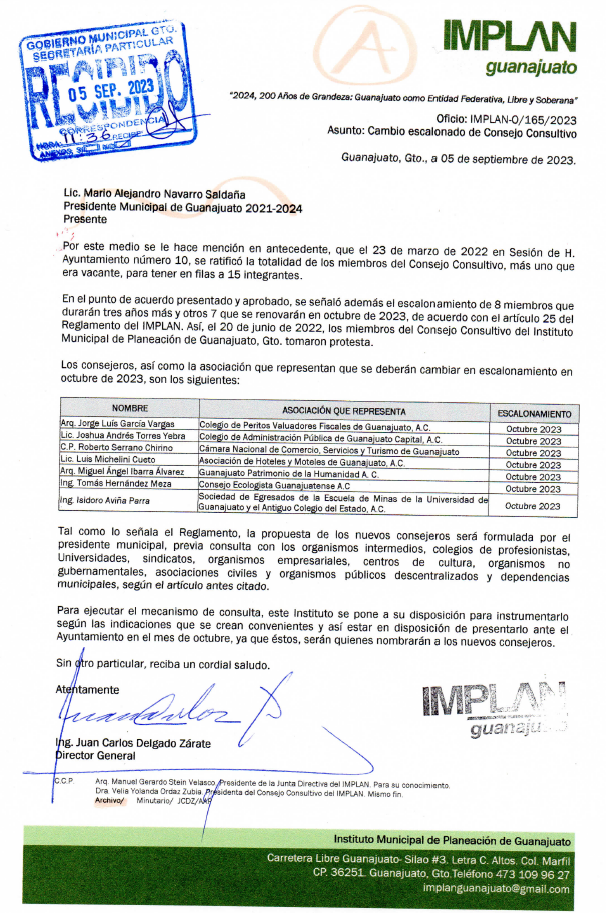 GOBIERNO MUNICIPAL GTO.
SECRETARÍA PARTICULAR
RECIBIDO
05 SEP. 2023
CORRESPONDENCIA
HORA: 11:36 RECIBE
ANEXOS:
A
IMPLAN
guanajuato
"2024, 200 Años de Grandeza: Guanajuato como Entidad Federativa, Libre y Soberana"
Oficio: IMPLAN-O/165/2023
Asunto: Cambio escalonado de Consejo Consultivo
Guanajuato, Gto., a 05 de septiembre de 2023.
Lic. Mario Alejandro Navarro Saldaña
Presidente Municipal de Guanajuato 2021-2024
Presente
Por este medio se le hace mención en antecedente, que el 23 de marzo de 2022 en Sesión de H.
Ayuntamiento número 10, se ratificó la totalidad de los miembros del Consejo Consultivo, más uno que
era vacante, para tener en filas a 15 integrantes.
En el punto de acuerdo presentado y aprobado, se señaló además el escalonamiento de 8 miembros que
durarán tres años más y otros 7 que se renovarán en octubre de 2023, de acuerdo con el artículo 25 del
Reglamento del IMPLAN. Así, el 20 de junio de 2022, los miembros del Consejo Consultivo del Instituto
Municipal de Planeación de Guanajuato, Gto. tomaron protesta.
Los consejeros, así como la asociación que representan que se deberán cambiar en escalonamiento en
octubre de 2023, son los siguientes:
NOMBRE ASOCIACIÓN QUE REPRESENTA ESCALONAMIENTO
Arq. Jorge Luís García Vargas Colegio de Peritos Valuadores Fiscales de Guanajuato, A.C. Octubre 2023
Lic. Joshua Andrés Torres Yebra Colegio de Administración Pública de Guanajuato Capital, A.C. Octubre 2023
C.P. Roberto Serrano Chirino Cámara Nacional de Comercio, Servicios y Turismo de Guanajuato Octubre 2023
Lic. Luis Michelini Cueto Asociación de Hoteles y Moteles de Guanajuato, A.C. Octubre 2023
Arq. Miguel Ángel Ibarra Álvarez Guanajuato Patrimonio de la Humanidad A. C. Octubre 2023
Ing. Tomás Hernández Meza Consejo Ecologista Guanajuatense A.C Octubre 2023
Ing. Isidoro Aviña Parra Sociedad de Egresados de la Escuela de Minas de la Universidad de
Guanajuato y el Antiguo Colegio del Estado, A.C. Octubre 2023
Tal como lo señala el Reglamento, la propuesta de los nuevos consejeros será formulada por el
presidente municipal, previa consulta con los organismos intermedios, colegios de profesionistas,
Universidades, sindicatos, organismos empresariales, centros de cultura, organismos no
gubernamentales, asociaciones civiles y organismos públicos descentralizados y dependencias
municipales, según el artículo antes citado.
Para ejecutar el mecanismo de consulta, este Instituto se pone a su disposición para instrumentarlo
según las indicaciones que se crean convenientes y así estar en disposición de presentarlo ante el
Ayuntamiento en el mes de octubre, ya que éstos, serán quienes nombrarán a los nuevos consejeros.
Sin otro particular, reciba un cordial saludo.
Atentamente
IMPLAN
guanajuato
Ing. Juan Carlos Delgado Zárate
Director General
C.C.P. Arq. Manuel Gerardo Stein Velasco. Presidente de la Junta Directiva del IMPLAN. Para su conocimiento.
Dra. Velia Yolanda Ordaz Zubia. Presidenta del Consejo Consultivo del IMPLAN. Mismo fin.
Archivo/ Minutario/ JCDZ/
Instituto Municipal de Planeación de Guanajuato
Carretera Libre Guanajuato- Silao #3. Letra C. Altos. Col. Marfil
CP. 36251. Guanajuato, Gto.Teléfono 473 109 96 27
implanguanajuato@gmail.com